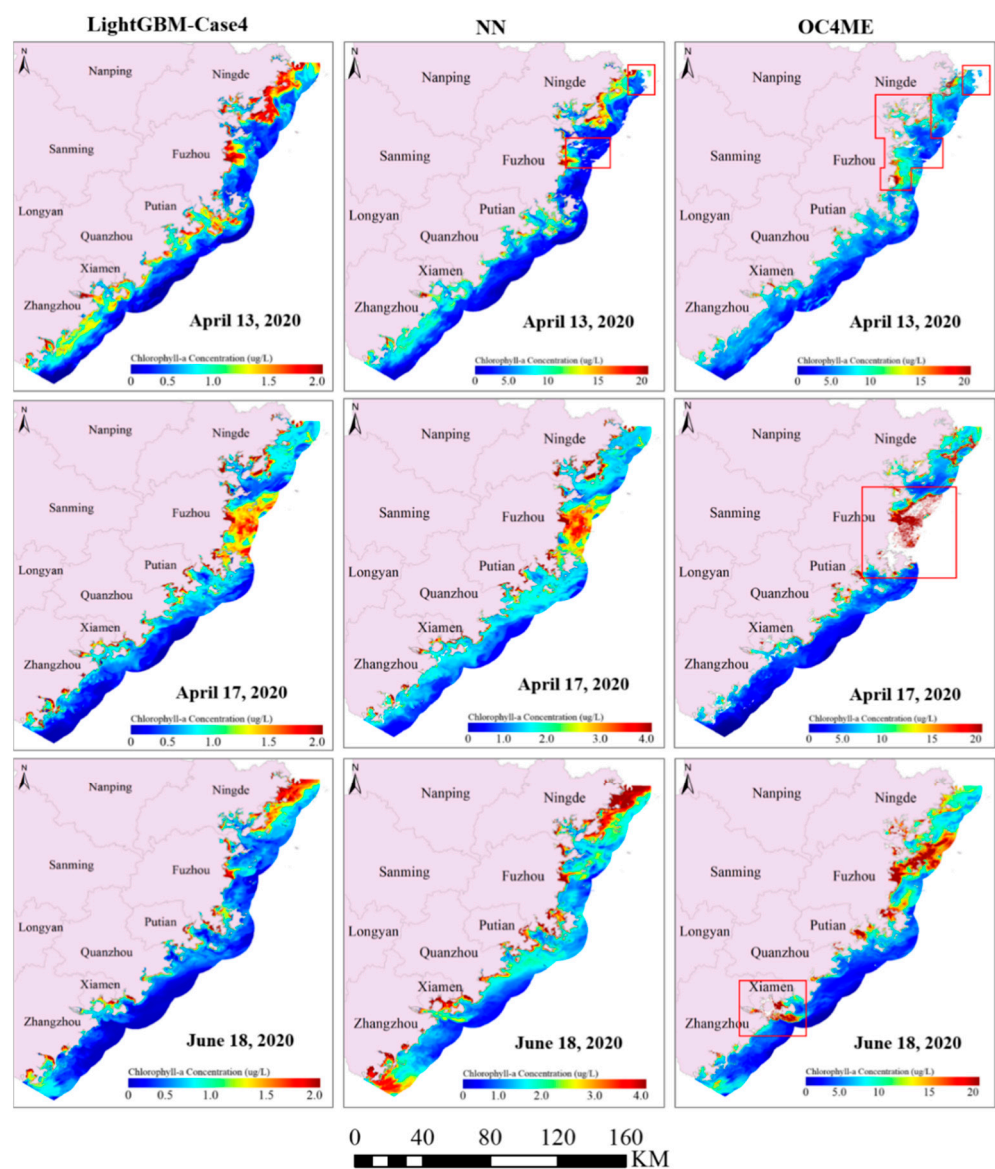 LightGBM-Case4 NN OC4ME
N Nanping Ningde Sanming Fuzhou Longyan Putian Quanzhou Xiamen Zhangzhou
April 13, 2020
Chlorophyll-a Concentration (ug/L)
0 0.5 1.0 1.5 2.0
N Nanping Ningde Sanming Fuzhou Longyan Putian Quanzhou Xiamen Zhangzhou
April 13, 2020
Chlorophyll-a Concentration (ug/L)
0 5.0 10 15 20
N Nanping Ningde Sanming Fuzhou Longyan Putian Quanzhou Xiamen Zhangzhou
April 13, 2020
Chlorophyll-a Concentration (ug/L)
0 5.0 10 15 20
N Nanping Ningde Sanming Fuzhou Longyan Putian Quanzhou Xiamen Zhangzhou
April 17, 2020
Chlorophyll-a Concentration (ug/L)
0 0.5 1.0 1.5 2.0
N Nanping Ningde Sanming Fuzhou Longyan Putian Quanzhou Xiamen Zhangzhou
April 17, 2020
Chlorophyll-a Concentration (ug/L)
0 1.0 2.0 3.0 4.0
N Nanping Ningde Sanming Fuzhou Longyan Putian Quanzhou Xiamen Zhangzhou
April 17, 2020
Chlorophyll-a Concentration (ug/L)
0 5.0 10 15 20
N Nanping Ningde Sanming Fuzhou Longyan Putian Quanzhou Xiamen Zhangzhou
June 18, 2020
Chlorophyll-a Concentration (ug/L)
0 0.5 1.0 1.5 2.0
N Nanping Ningde Sanming Fuzhou Longyan Putian Quanzhou Xiamen Zhangzhou
June 18, 2020
Chlorophyll-a Concentration (ug/L)
0 1.0 2.0 3.0 4.0
N Nanping Ningde Sanming Fuzhou Longyan Putian Quanzhou Xiamen Zhangzhou
June 18, 2020
Chlorophyll-a Concentration (ug/L)
0 5.0 10 15 20
0 40 80 120 160
KM